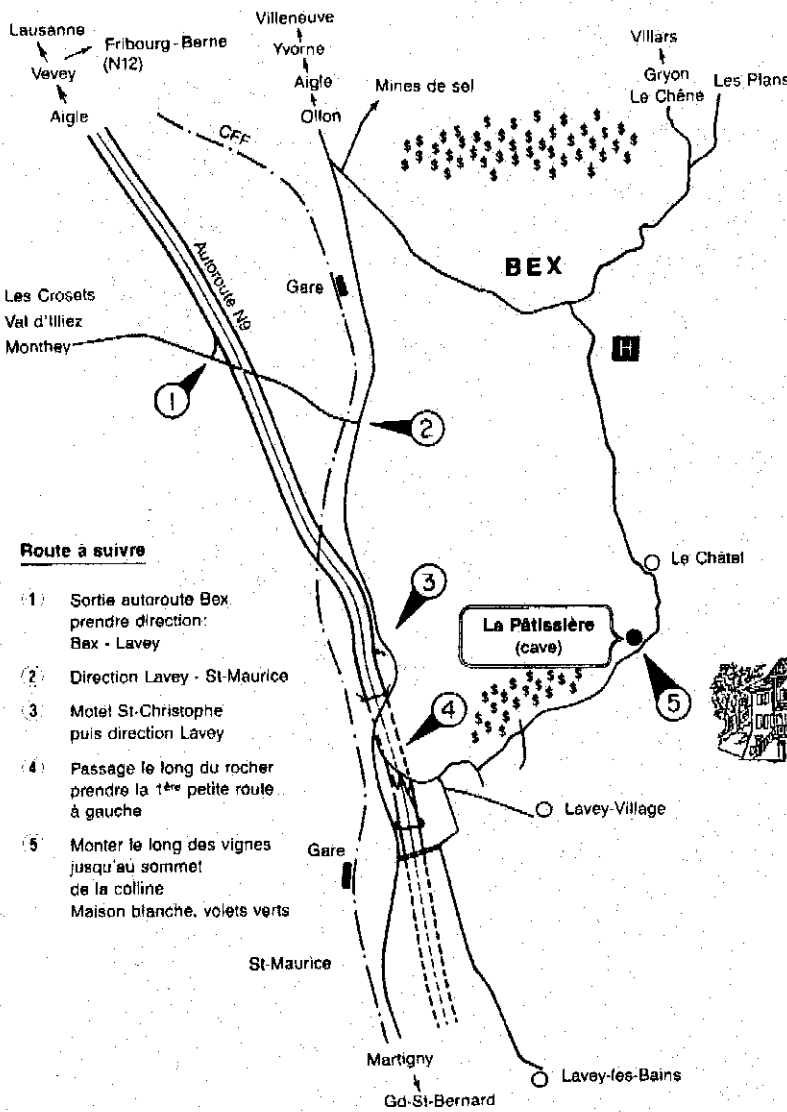 Villeneuve
Lausanne
Fribourg-Berne
(N12)
Yvorne
Villars
Vevey
Aigle
Mines de sel
Gryon
Les Plans
Le Chêne
Aigle
Ollon
CFF
BEX
Autoroute N9
Gare
Les Crosets
Val d'Illiez
Monthey
H
1
2
Route à suivre
Le Châtel
3
1 Sortie autoroute Bex
prendre direction:
Bex - Lavey
La Pâtissière
(cave)
2 Direction Lavey - St-Maurice
5
3 Motel St-Christophe
puis direction Lavey
4
4 Passage le long du rocher
prendre la 1ère petite route
à gauche
Lavey-Village
5 Monter le long des vignes
jusqu'au sommet
de la colline
Maison blanche, volets verts
Gare
St-Maurice
Martigny
Lavey-les-Bains
Gd-St-Bernard